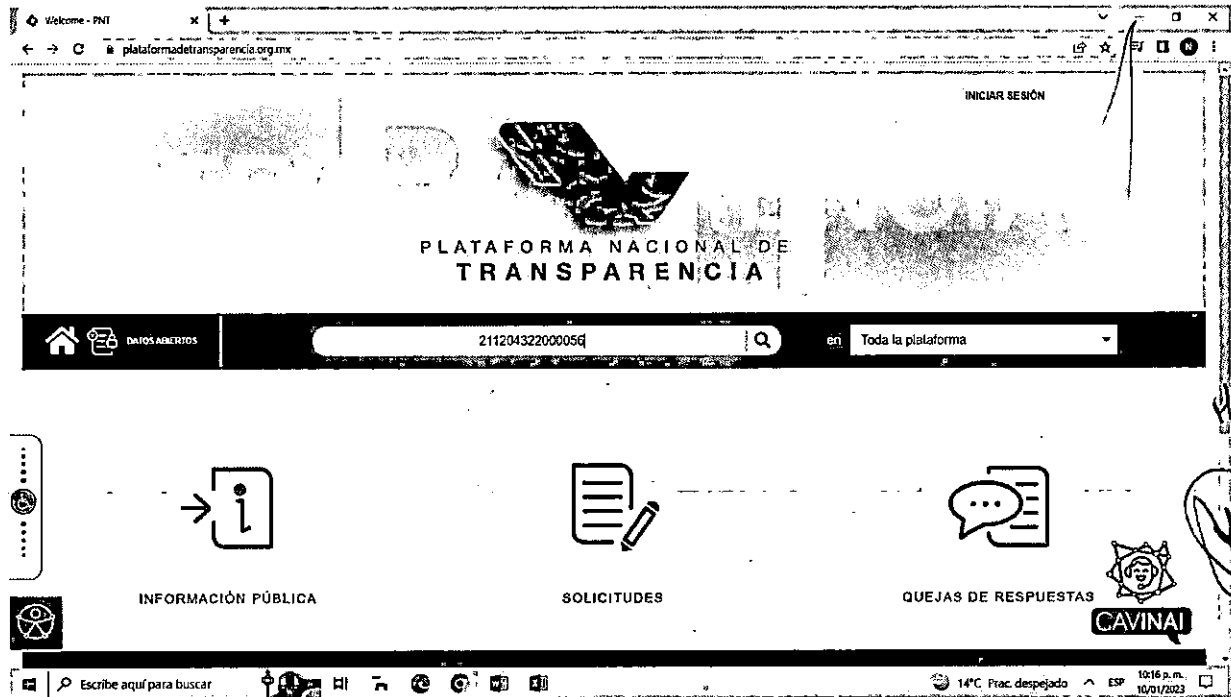 Welcome - PNT
plataformadetransparencia.org.mx
N
INICIAR SESIÓN
PLATAFORMA NACIONAL DE
TRANSPARENCIA
DATOS ABIERTOS
211204322000056
en
Toda la plataforma
INFORMACIÓN PÚBLICA
SOLICITUDES
QUEJAS DE RESPUESTAS
CAVINAI
Escribe aquí para buscar
14°C Prac. despejado
ESP
10:16 p. m.
10/01/2023